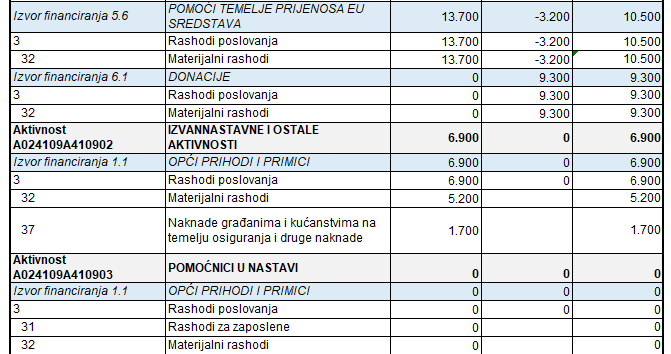 Izvor financiranja 5.6 POMOĆI TEMELJE PRIJENOSA EU SREDSTAVA 13.700 -3.200 10.500
3 Rashodi poslovanja 13.700 -3.200 10.500
32 Materijalni rashodi 13.700 -3.200 10.500
Izvor financiranja 6.1 DONACIJE 0 9.300 9.300
3 Rashodi poslovanja 0 9.300 9.300
32 Materijalni rashodi 0 9.300 9.300
Aktivnost A024109A410902 IZVANNASTAVNE I OSTALE AKTIVNOSTI 6.900 0 6.900
Izvor financiranja 1.1 OPĆI PRIHODI I PRIMICI 6.900 0 6.900
3 Rashodi poslovanja 6.900 0 6.900
32 Materijalni rashodi 5.200 5.200
37 Naknade građanima i kućanstvima na temelju osiguranja i druge naknade 1.700 1.700
Aktivnost A024109A410903 POMOĆNICI U NASTAVI 0 0 0
Izvor financiranja 1.1 OPĆI PRIHODI I PRIMICI 0 0 0
3 Rashodi poslovanja 0 0 0
31 Rashodi za zaposlene 0 0
32 Materijalni rashodi 0 0